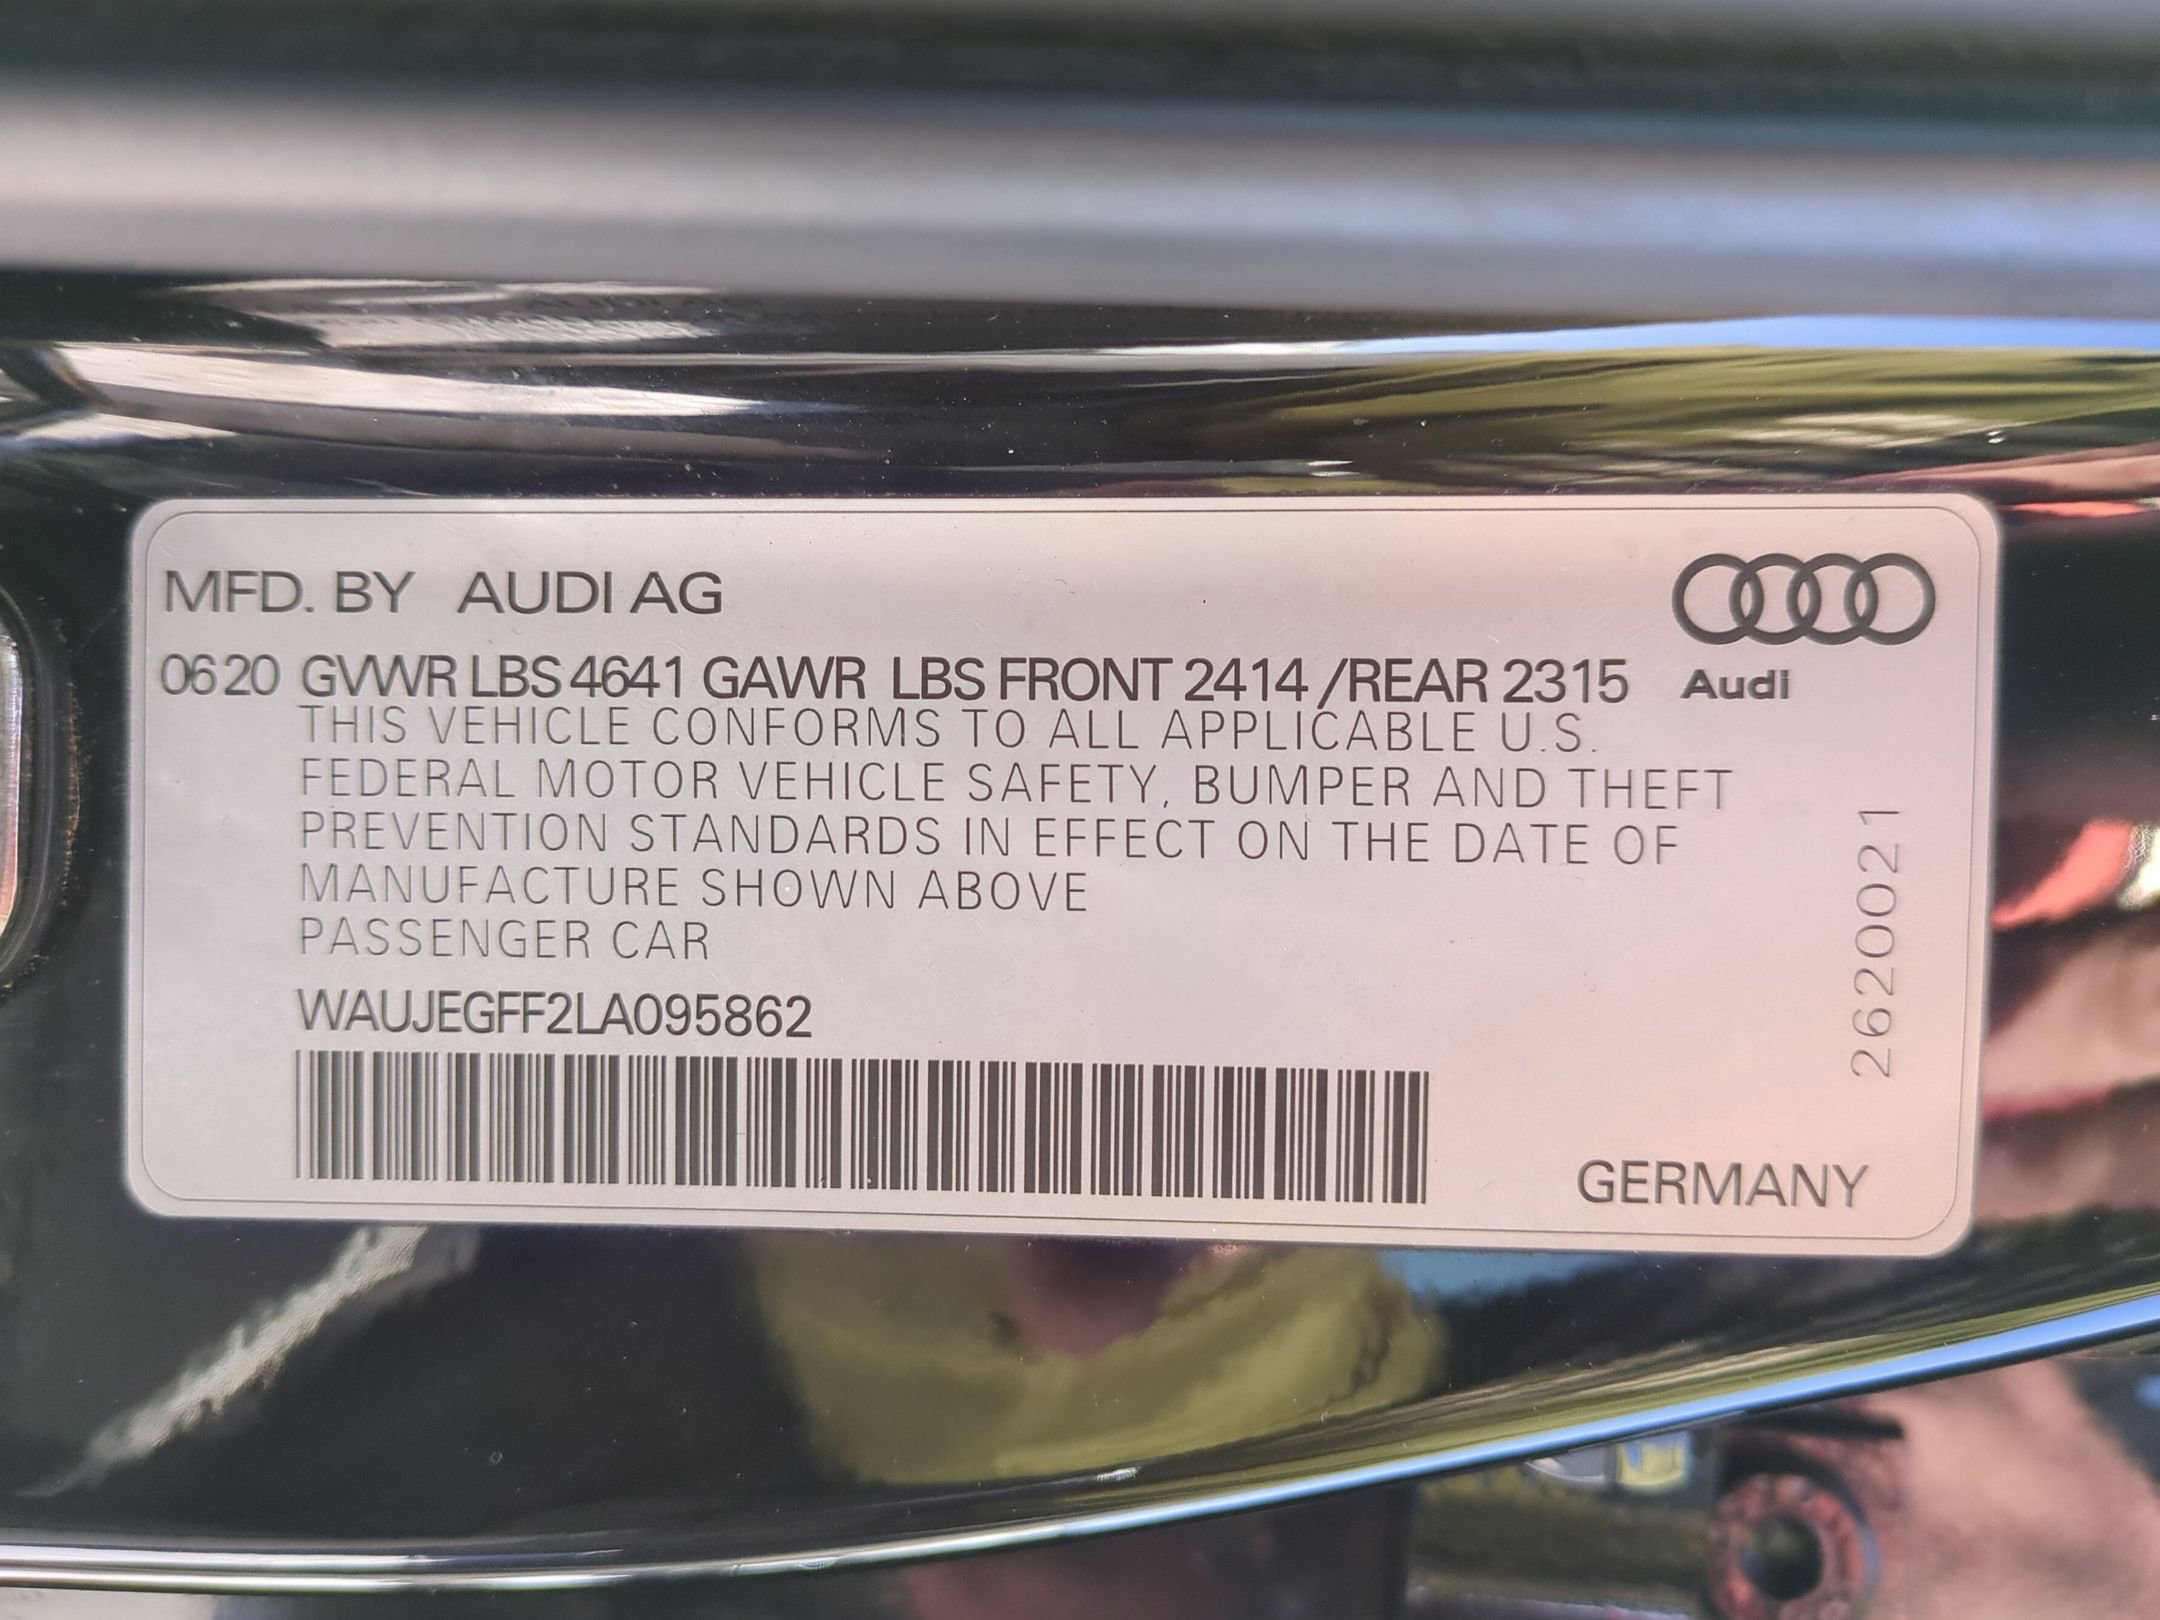 MFD. BY AUDI AG
0620 GVWR LBS 4641 GAWR LBS FRONT 2414 /REAR 2315
Audi
THIS VEHICLE CONFORMS TO ALL APPLICABLE U.S.
FEDERAL MOTOR VEHICLE SAFETY, BUMPER AND THEFT
PREVENTION STANDARDS IN EFFECT ON THE DATE OF
MANUFACTURE SHOWN ABOVE
PASSENGER CAR
WAUJEGFF2LA095862
2620021
GERMANY